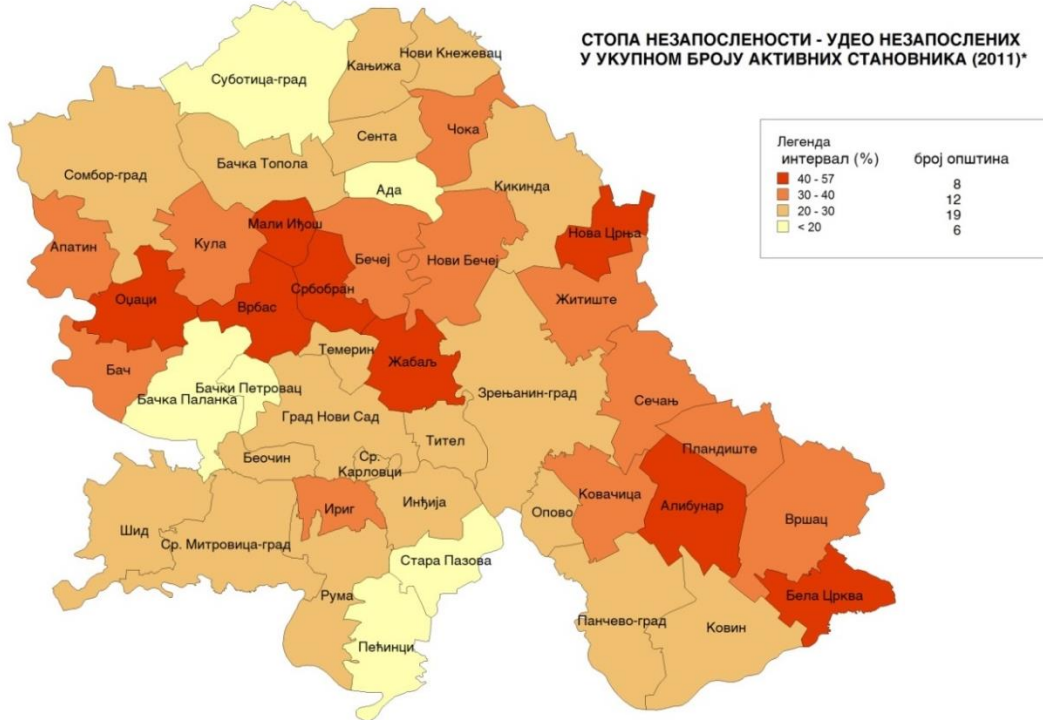 СТОПА НЕЗАПОСЛЕНОСТИ - УДЕО НЕЗАПОСЛЕНИХ
У УКУПНОМ БРОЈУ АКТИВНИХ СТАНОВНИКА (2011)*
Легенда
интервал (%) број општина
40 - 57 8
30 - 40 12
20 - 30 19
< 20 6
Суботица-град
Кањижа
Нови Кнежевац
Чока
Сента
Бачка Топола
Сомбор-град
Ада
Кикинда
Мали Иђош
Нова Црња
Апатин
Кула
Бечеј
Нови Бечеј
Србобран
Оџаци
Врбас
Житиште
Темерин
Жабаљ
Бач
Бачки Петровац
Бачка Паланка
Зрењанин-град
Сечањ
Град Нови Сад
Тител
Пландиште
Беочин
Ср.
Карловци
Ковачица
Инђија
Ириг
Опово
Алибунар
Вршац
Шид
Ср. Митровица-град
Стара Пазова
Рума
Бела Црква
Панчево-град
Ковин
Пећинци